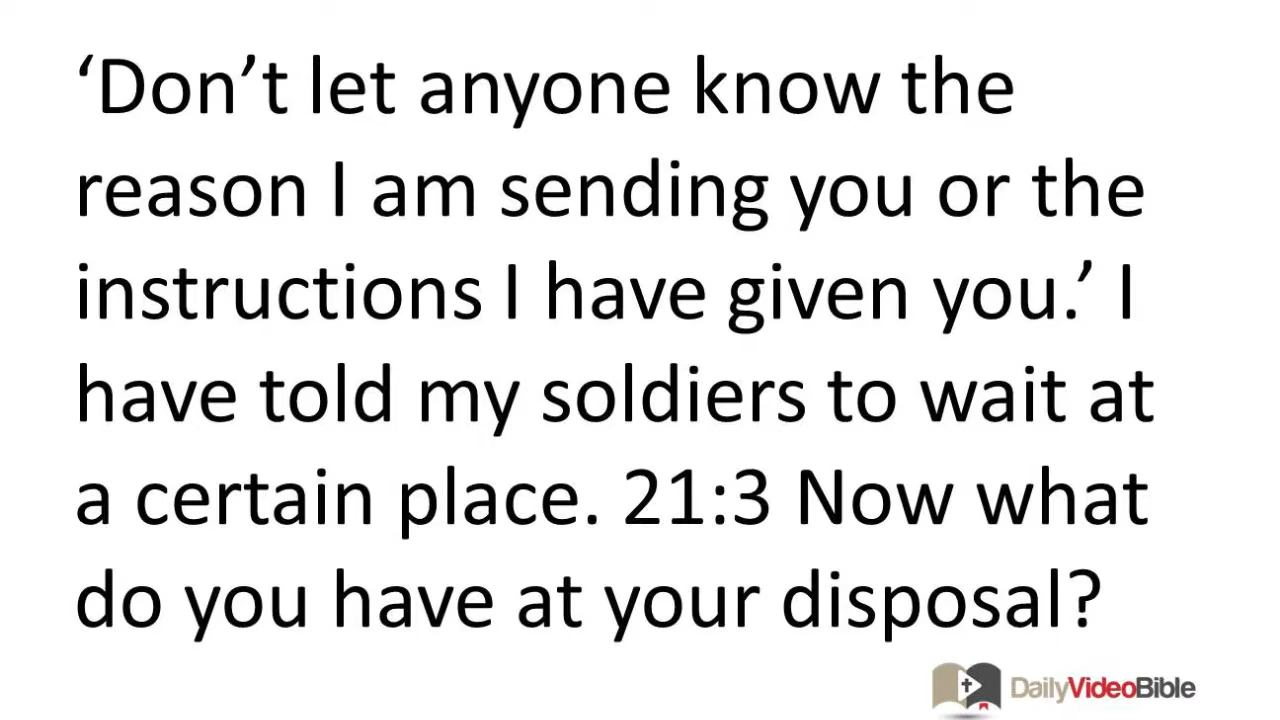 ‘Don’t let anyone know the
reason I am sending you or the
instructions I have given you.’ I
have told my soldiers to wait at
a certain place. 21:3 Now what
do you have at your disposal?
DailyVideoBible